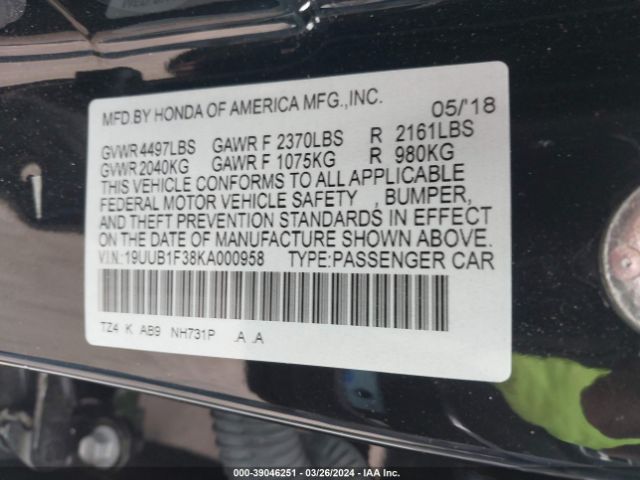 MFD.BY HONDA OF AMERICA MFG.,INC. 05/'18
GVWR 4497LBS GAWR F 2370LBS R 2161LBS
GVWR 2040KG GAWR F 1075KG R 980KG
THIS VEHICLE CONFORMS TO ALL APPLICABLE
FEDERAL MOTOR VEHICLE SAFETY , BUMPER,
AND THEFT PREVENTION STANDARDS IN EFFECT
ON THE DATE OF MANUFACTURE SHOWN ABOVE.
V.I.N.:19UUB1F38KA000958 TYPE:PASSENGER CAR
TZ4 K AB9 NH731P .A .A
000-39046251 | 03/26/2024 | IAA Inc.